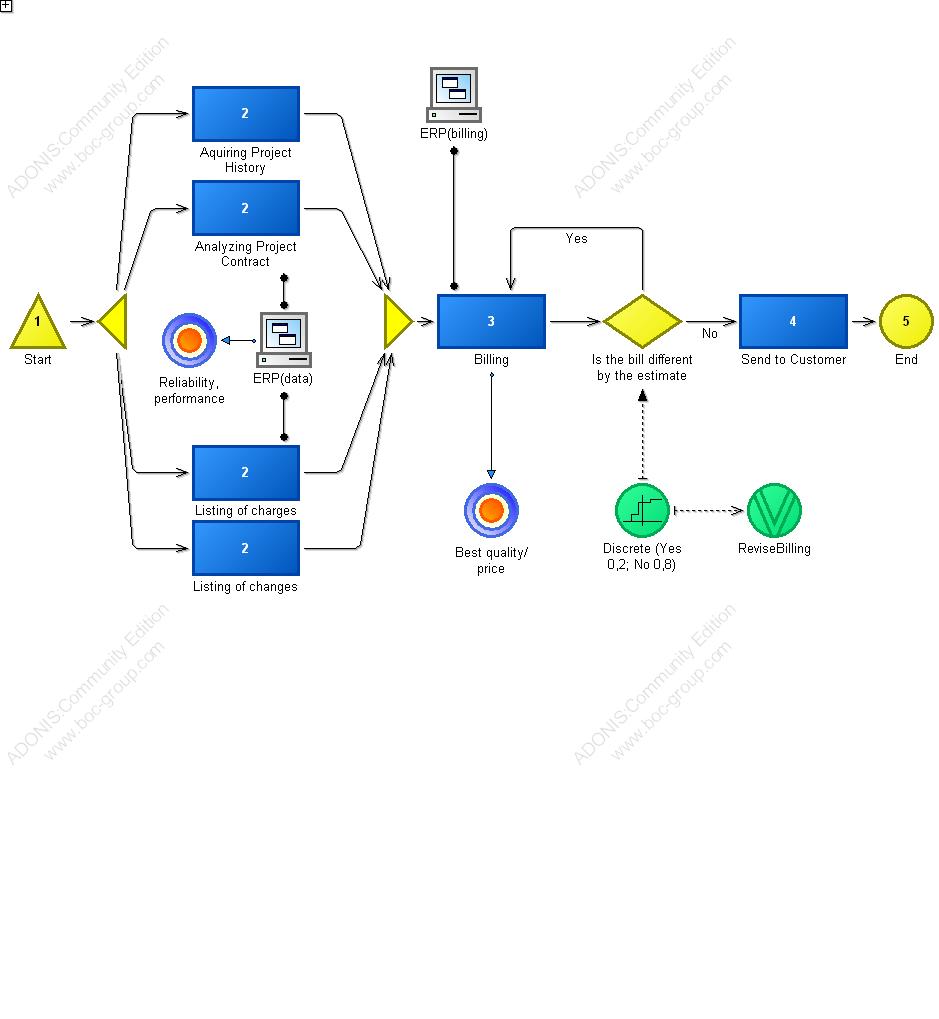 ADONIS:Community Edition
www.boc-group.com
ADONIS:Community Edition
www.boc-group.com
2
Aquiring Project
History
ERP(billing)
2
Analyzing Project
Contract
Yes
1
Start
Reliability,
performance
ERP(data)
3
Billing
Is the bill different
by the estimate
No
4
Send to Customer
5
End
2
Listing of charges
2
Listing of changes
Best quality/
price
Discrete (Yes
0,2; No 0,8)
ReviseBilling
ADONIS:Community Edition
www.boc-group.com
ADONIS:Community Edition
www.boc-group.com